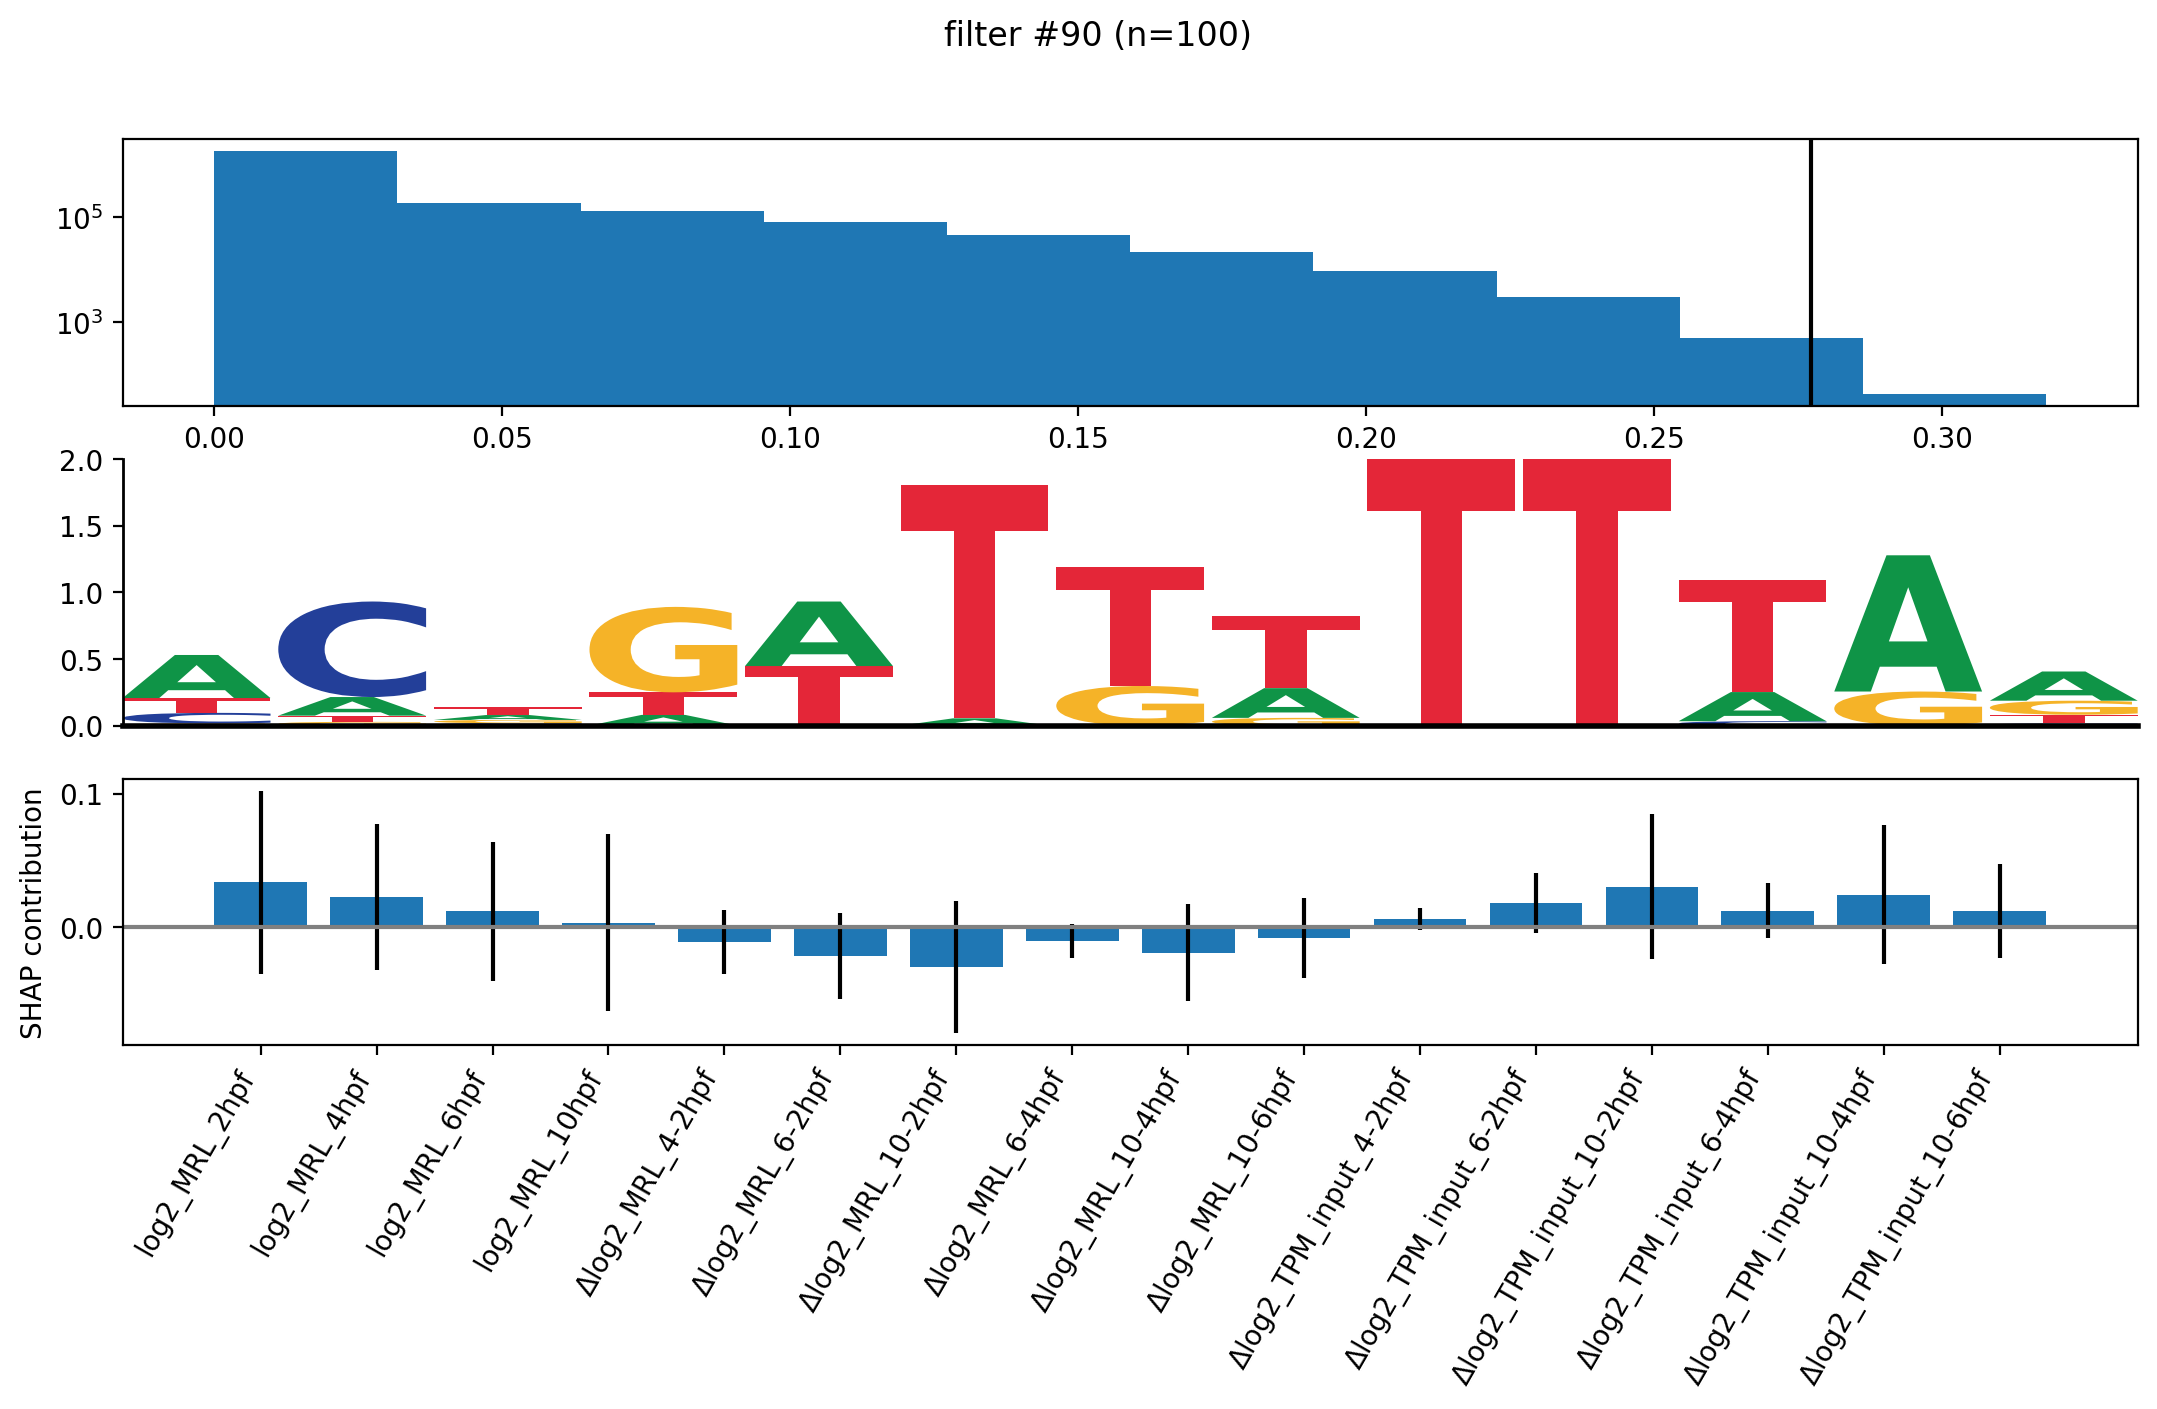 filter #90 (n=100)
10⁵
10³
0.00 0.05 0.10 0.15 0.20 0.25 0.30
2.0
1.5
1.0
0.5
0.0
A C T G A T T T T T T A A
T A A T T A G A A G G
C T G A G C T
0.1
0.0
SHAP contribution
log2_MRL_2hpf
log2_MRL_4hpf
log2_MRL_6hpf
log2_MRL_10hpf
Δlog2_MRL_4-2hpf
Δlog2_MRL_6-2hpf
Δlog2_MRL_10-2hpf
Δlog2_MRL_6-4hpf
Δlog2_MRL_10-4hpf
Δlog2_MRL_10-6hpf
Δlog2_TPM_input_4-2hpf
Δlog2_TPM_input_6-2hpf
Δlog2_TPM_input_10-2hpf
Δlog2_TPM_input_6-4hpf
Δlog2_TPM_input_10-4hpf
Δlog2_TPM_input_10-6hpf